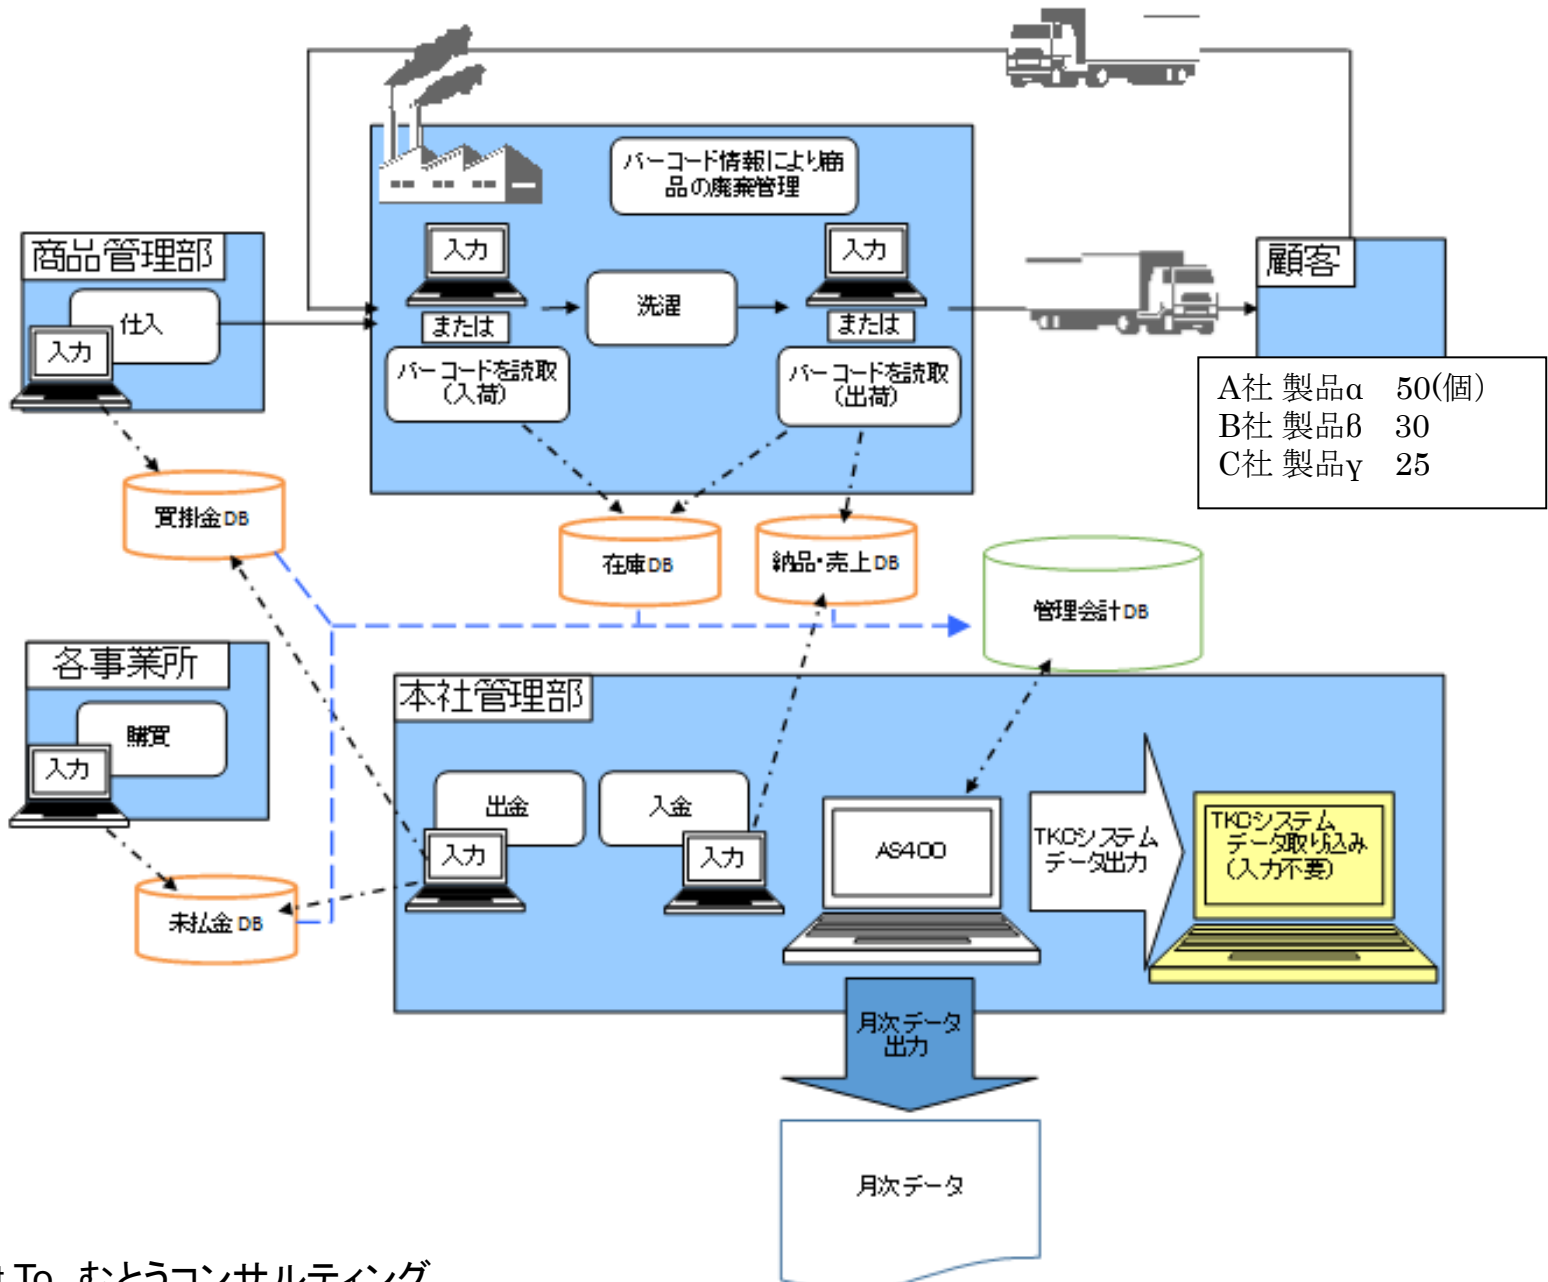 バーコード情報により商
品の廃棄管理
商品管理部
仕入
入力
入力
または
バーコードを読取
(入荷)
洗濯
入力
または
バーコードを読取
(出荷)
顧客
A社 製品α 50(個)
B社 製品β 30
C社 製品γ 25
買掛金DB
在庫DB
納品・売上DB
管理会計DB
各事業所
購買
入力
未払金DB
本社管理部
出金
入力
入金
入力
AS400
TKCシステム
データ出力
TKCシステム
データ取り込み
(入力不要)
月次データ
出力
月次データ
To むとうコンサルティング